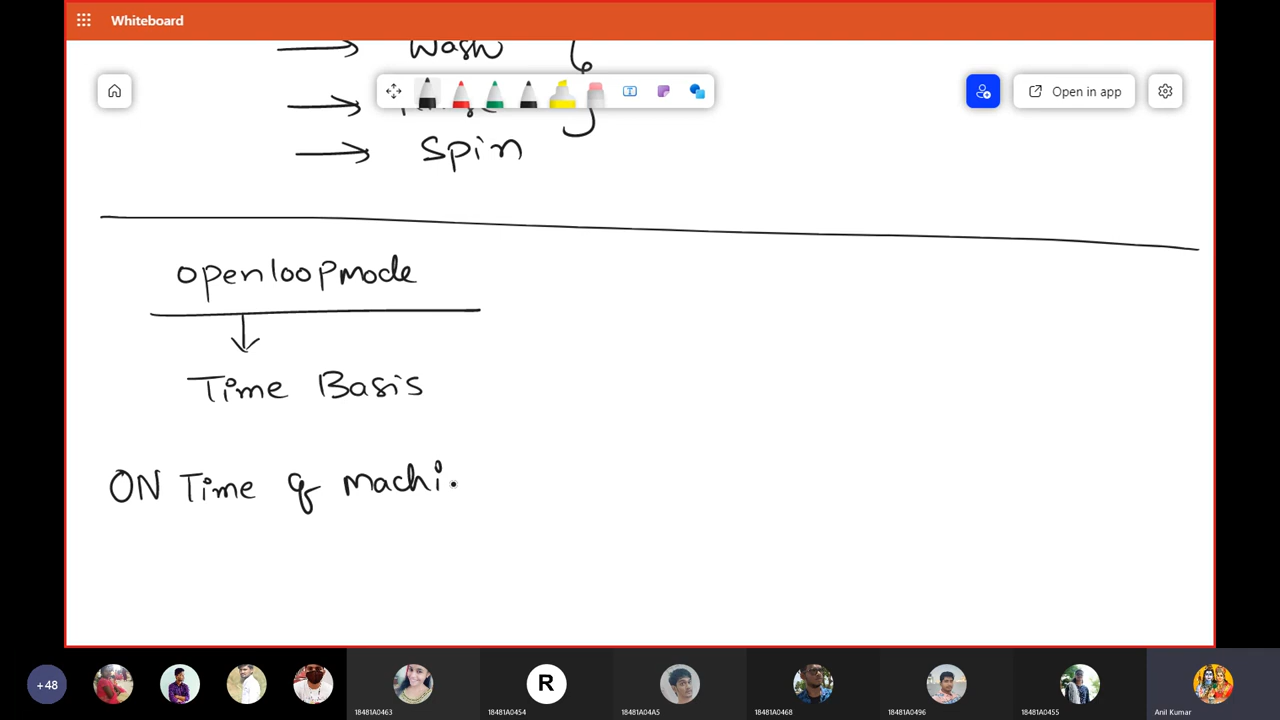 Whiteboard
→ Wash
Open in app
→
→ Spin
openloopmode
↓
Time Basis
ON Time of machi
+48
R
18481A0463
18481A0454
18481A04A5
18481A0468
18481A0496
18481A0455
Anil Kumar